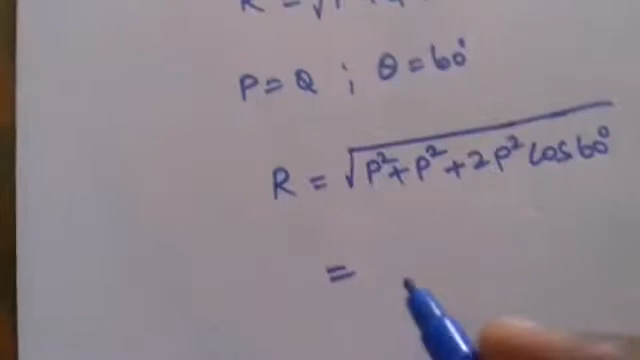 P = Q ; θ = 60°
R = √P² + P² + 2P² cos 60°
=